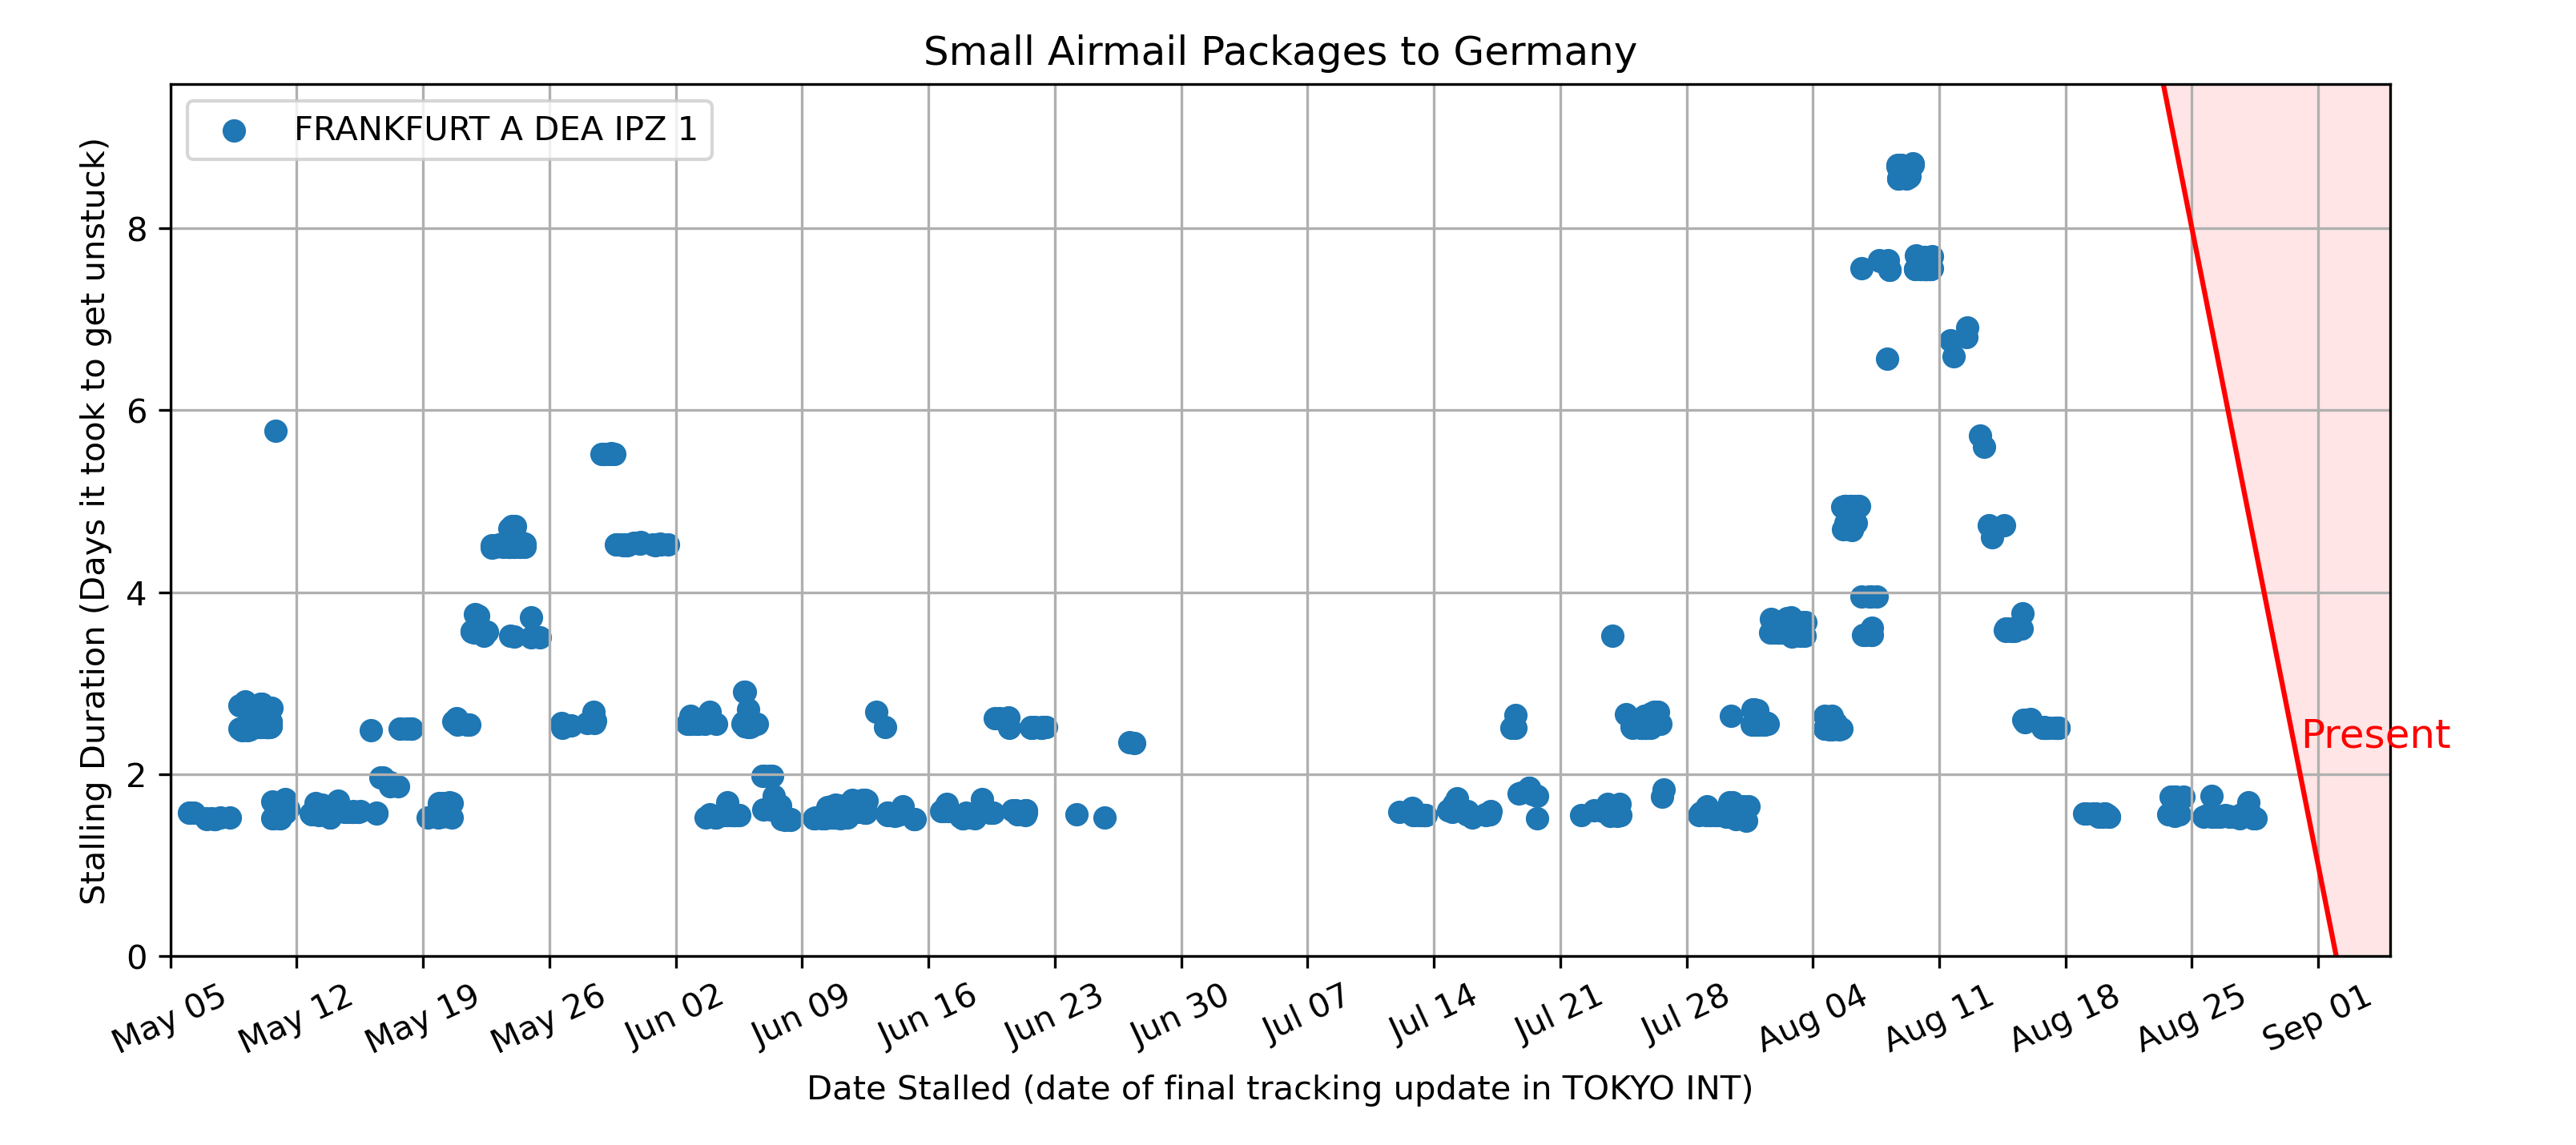 Small Airmail Packages to Germany
FRANKFURT A DEA IPZ 1
Stalling Duration (Days it took to get unstuck)
8
6
4
2
0
Present
May 05
May 12
May 19
May 26
Jun 02
Jun 09
Jun 16
Jun 23
Jun 30
Jul 07
Jul 14
Jul 21
Jul 28
Aug 04
Aug 11
Aug 18
Aug 25
Sep 01
Date Stalled (date of final tracking update in TOKYO INT)